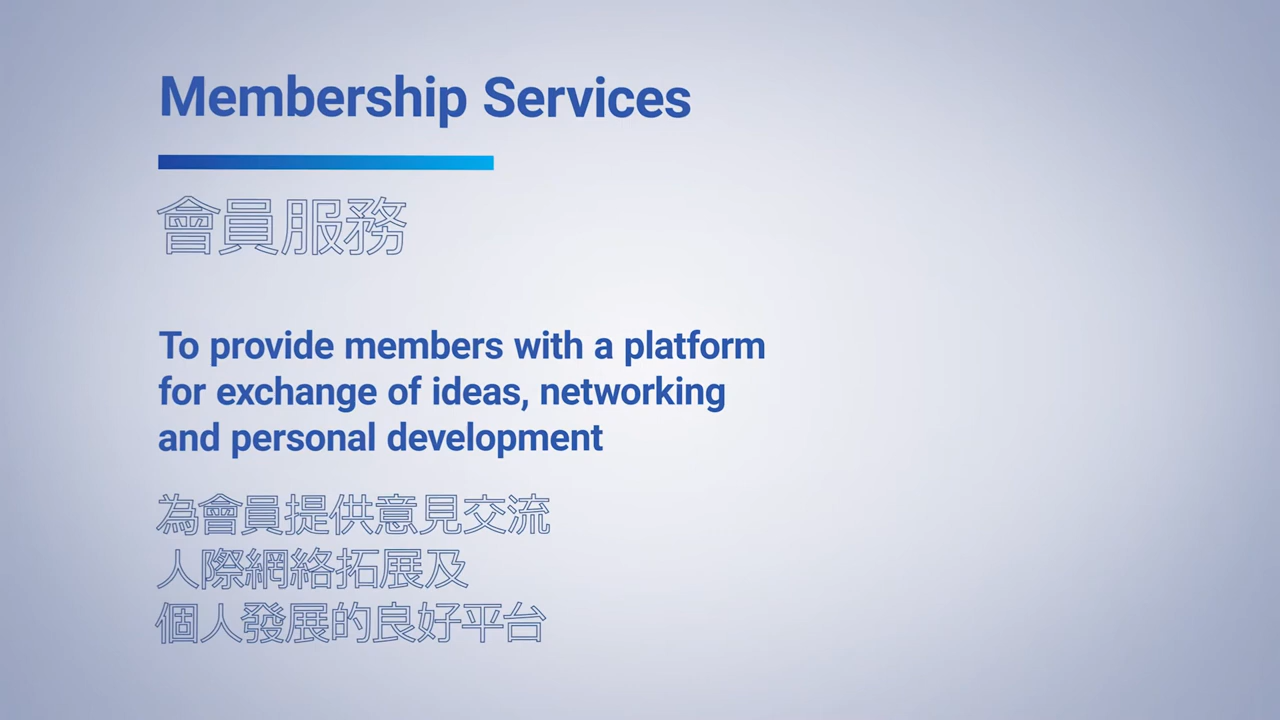 Membership Services
會員服務
To provide members with a platform
for exchange of ideas, networking
and personal development
為會員提供意見交流
人際網絡拓展及
個人發展的良好平台